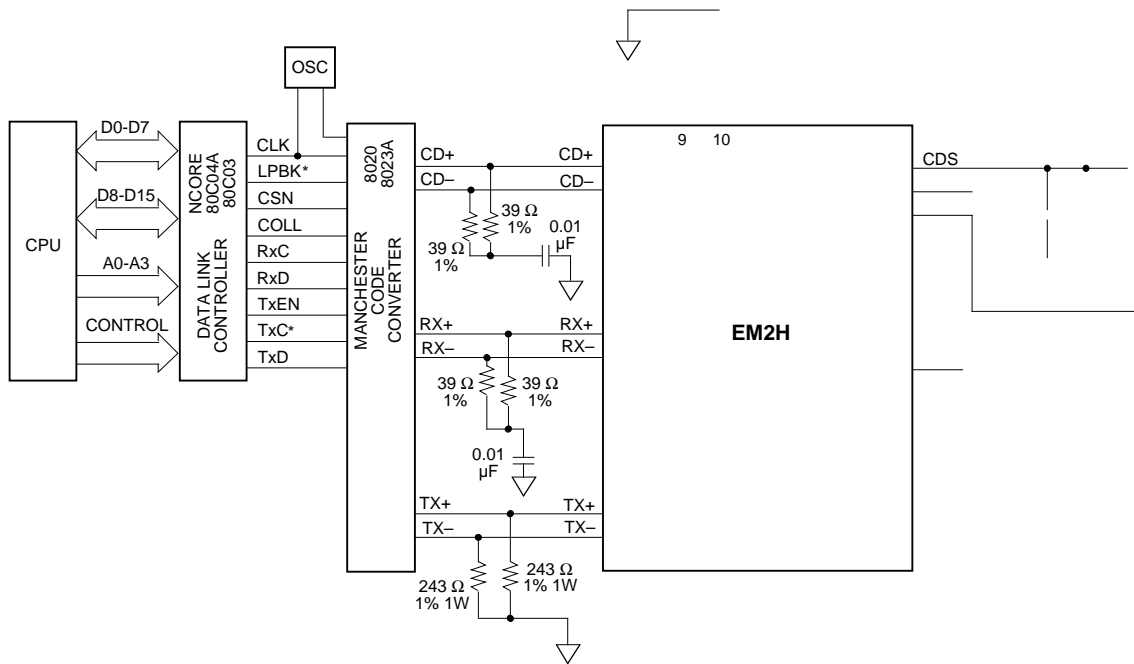 OSC
CPU
D0-D7
D8-D15
A0-A3
CONTROL
NCORE
80C04A
80C03
DATA LINK
CONTROLLER
CLK
LPBK*
CSN
COLL
RxC
RxD
TxEN
TxC*
TxD
8020
8023A
MANCHESTER
CODE
CONVERTER
CD+
CD–
CD+
CD–
39 Ω
1%
39 Ω
1%
0.01
µF
RX+
RX–
RX+
RX–
39 Ω
1%
39 Ω
1%
0.01
µF
TX+
TX–
TX+
TX–
243 Ω
1% 1W
243 Ω
1% 1W
9 10
EM2H
CDS